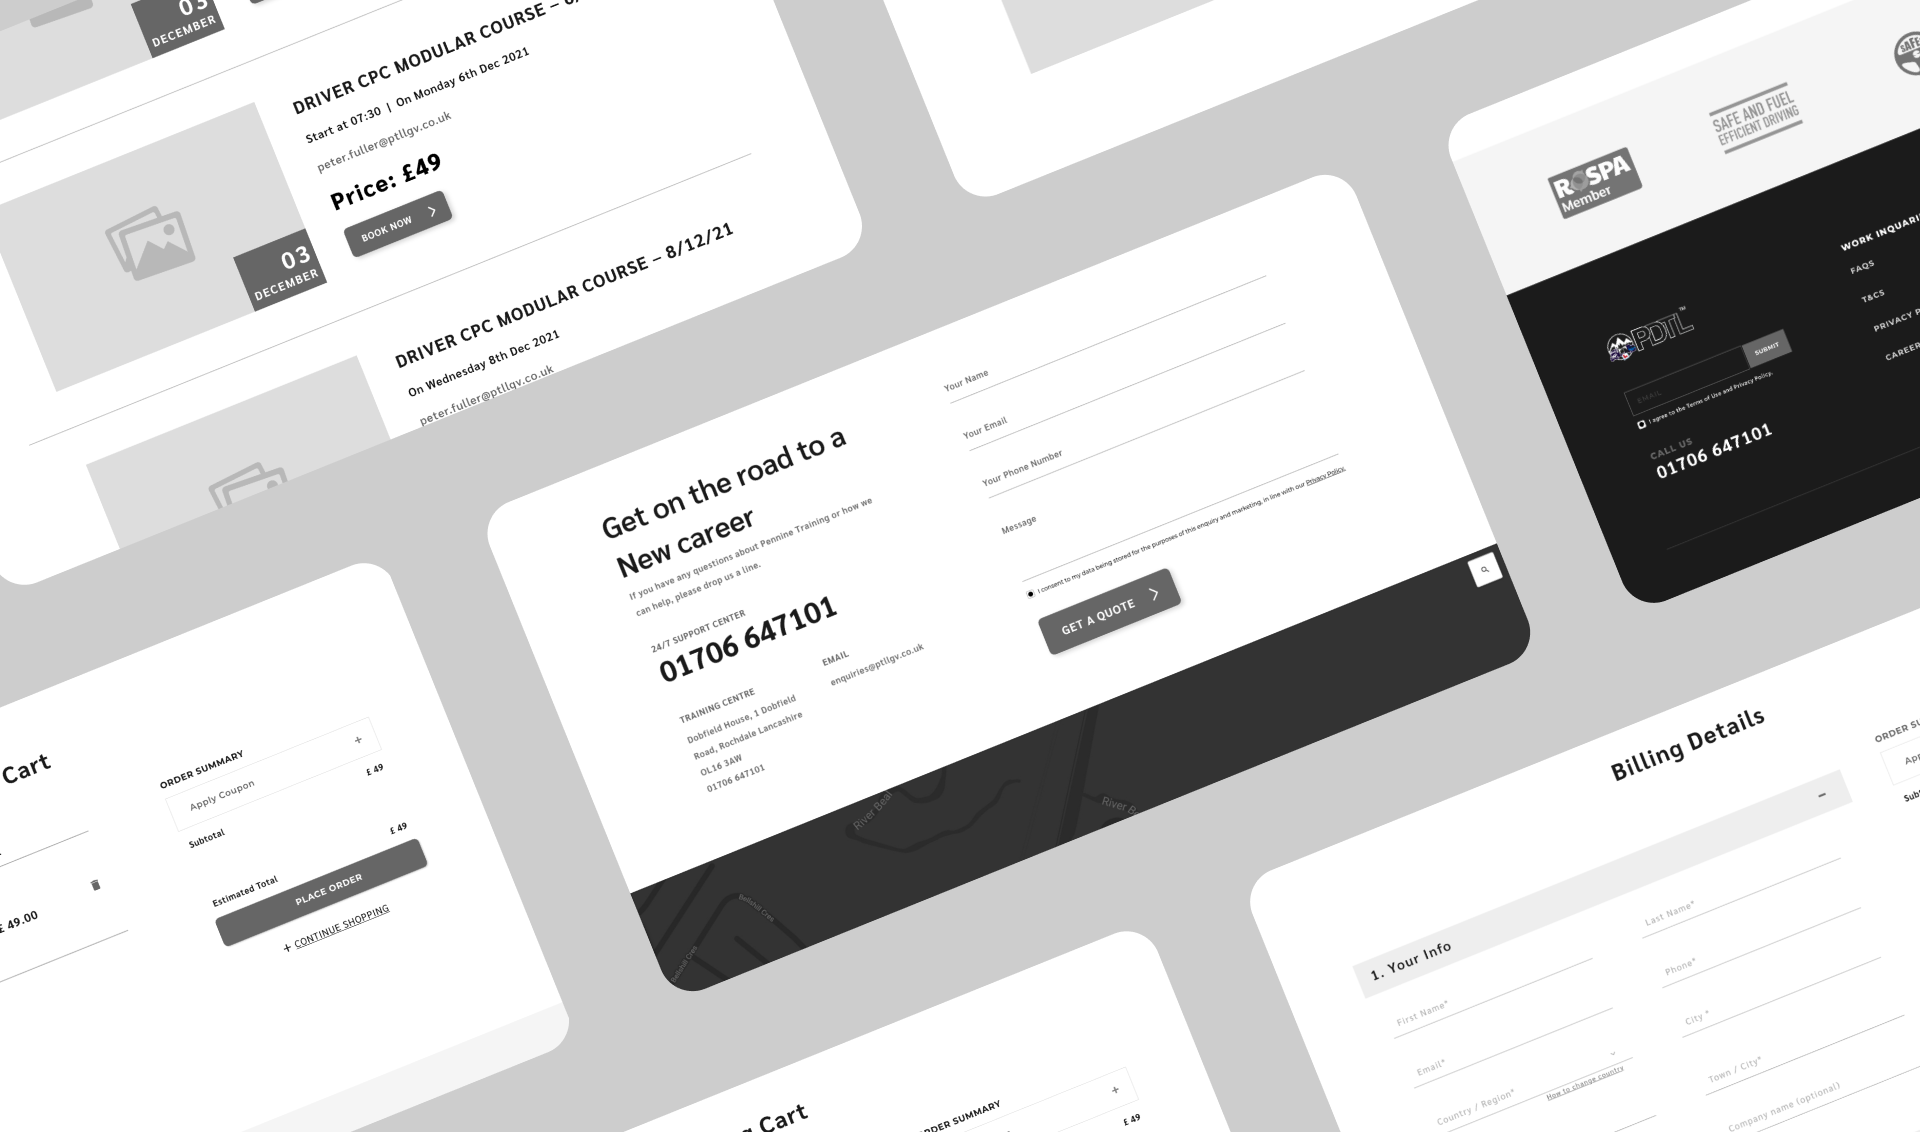 03
DECEMBER
DRIVER CPC MODULAR COURSE –
Start at 07:30 | On Monday 6th Dec 2021
peter.fuller@ptllgv.co.uk
Price: £49
BOOK NOW
03
DECEMBER
DRIVER CPC MODULAR COURSE – 8/12/21
On Wednesday 8th Dec 2021
peter.fuller@ptllgv.co.uk
Get on the road to a
New career
If you have any questions about Pennine Training or how we
can help, please drop us a line.
24/7 SUPPORT CENTER
01706 647101
TRAINING CENTRE
Dobfield House, 1 Dobfield
Road, Rochdale Lancashire
OL16 3AW
01706 647101
EMAIL
enquiries@ptllgv.co.uk
Your Name
Your Email
Your Phone Number
Message
I consent to my data being stored for the purposes of this enquiry and marketing, in line with our Privacy Policy.
GET A QUOTE
River Beal
River B
Bellshill Cres
Bellshill Cres
RoSPA
Member
SAFE AND FUEL
EFFICIENT DRIVING
SAFE
PDTL™
EMAIL
SUBMIT
I agree to the Terms of Use and Privacy Policy.
CALL US
01706 647101
WORK INQUARI
FAQS
T&CS
PRIVACY P
CAREER
Cart
£ 49.00
ORDER SUMMARY
Apply Coupon
+
£ 49
Subtotal
£ 49
Estimated Total
PLACE ORDER
+ CONTINUE SHOPPING
Cart
ORDER SUMMARY
+
£ 49
Billing Details
ORDER SU
App
Subt
1. Your Info
–
First Name*
Last Name*
Email*
Phone*
Country / Region*
How to change country
City *
Town / City*
Company name (optional)